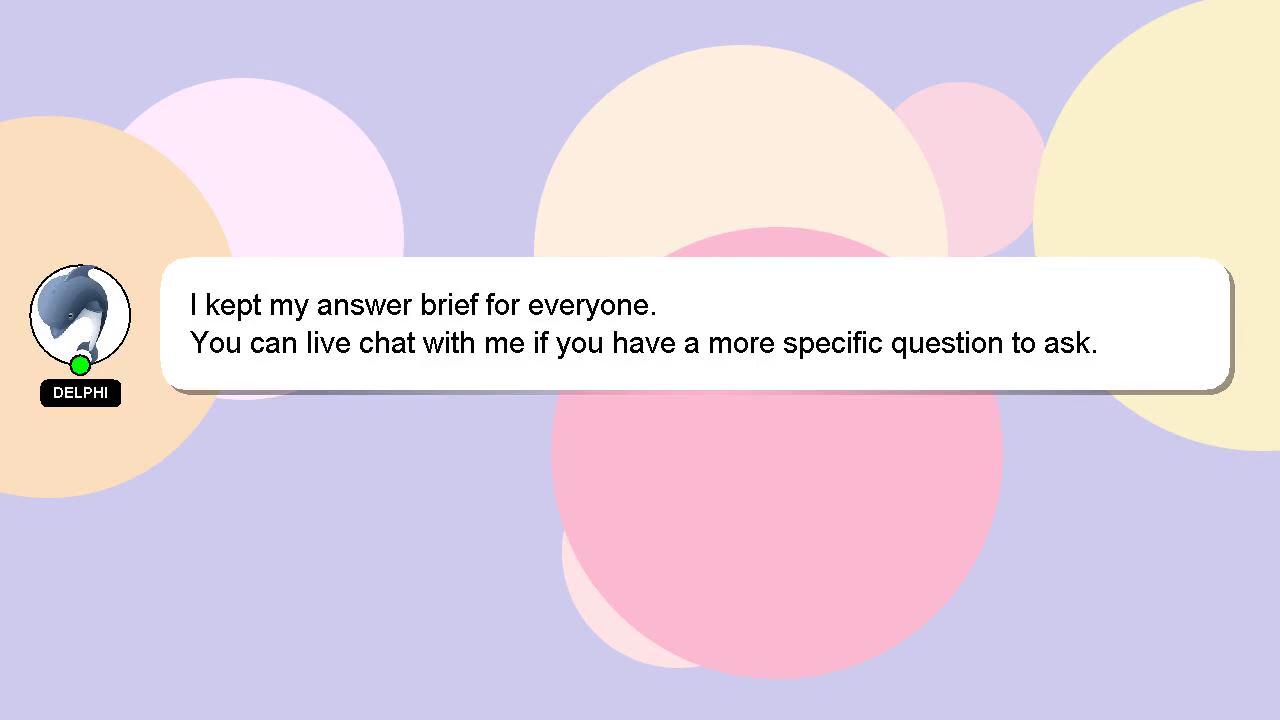 I kept my answer brief for everyone.
You can live chat with me if you have a more specific question to ask.
DELPHI